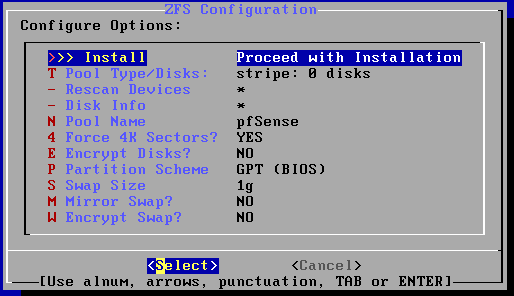 ZFS Configuration
Configure Options:
>>> Install Proceed with Installation
T Pool Type/Disks: stripe: 0 disks
- Rescan Devices *
- Disk Info *
N Pool Name pfSense
4 Force 4K Sectors? YES
E Encrypt Disks? NO
P Partition Scheme GPT (BIOS)
S Swap Size 1g
M Mirror Swap? NO
W Encrypt Swap? NO
<Select> <Cancel>
[Use alnum, arrows, punctuation, TAB or ENTER]